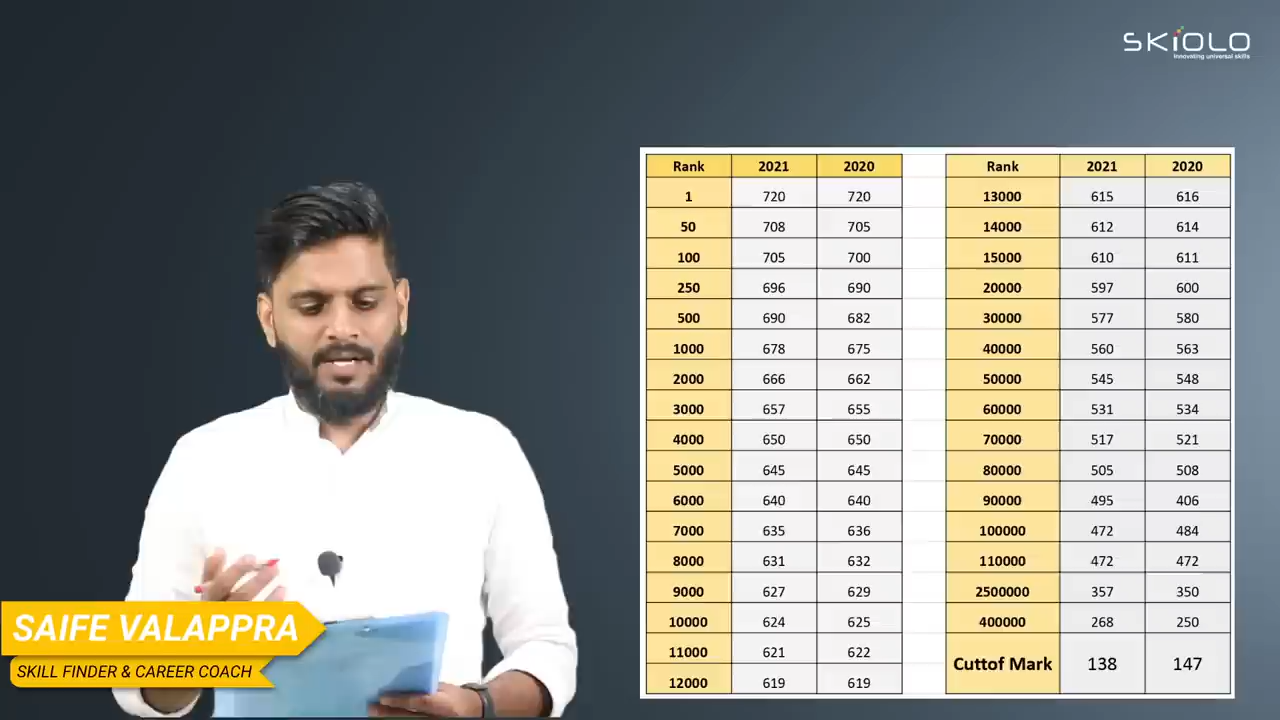 SKiOLO
Innovating universal skills
Rank 2021 2020
1 720 720
50 708 705
100 705 700
250 696 690
500 690 682
1000 678 675
2000 666 662
3000 657 655
4000 650 650
5000 645 645
6000 640 640
7000 635 636
8000 631 632
9000 627 629
10000 624 625
11000 621 622
12000 619 619
Rank 2021 2020
13000 615 616
14000 612 614
15000 610 611
20000 597 600
30000 577 580
40000 560 563
50000 545 548
60000 531 534
70000 517 521
80000 505 508
90000 495 406
100000 472 484
110000 472 472
2500000 357 350
400000 268 250
Cuttof Mark 138 147
SAIFE VALAPPRA
SKILL FINDER & CAREER COACH